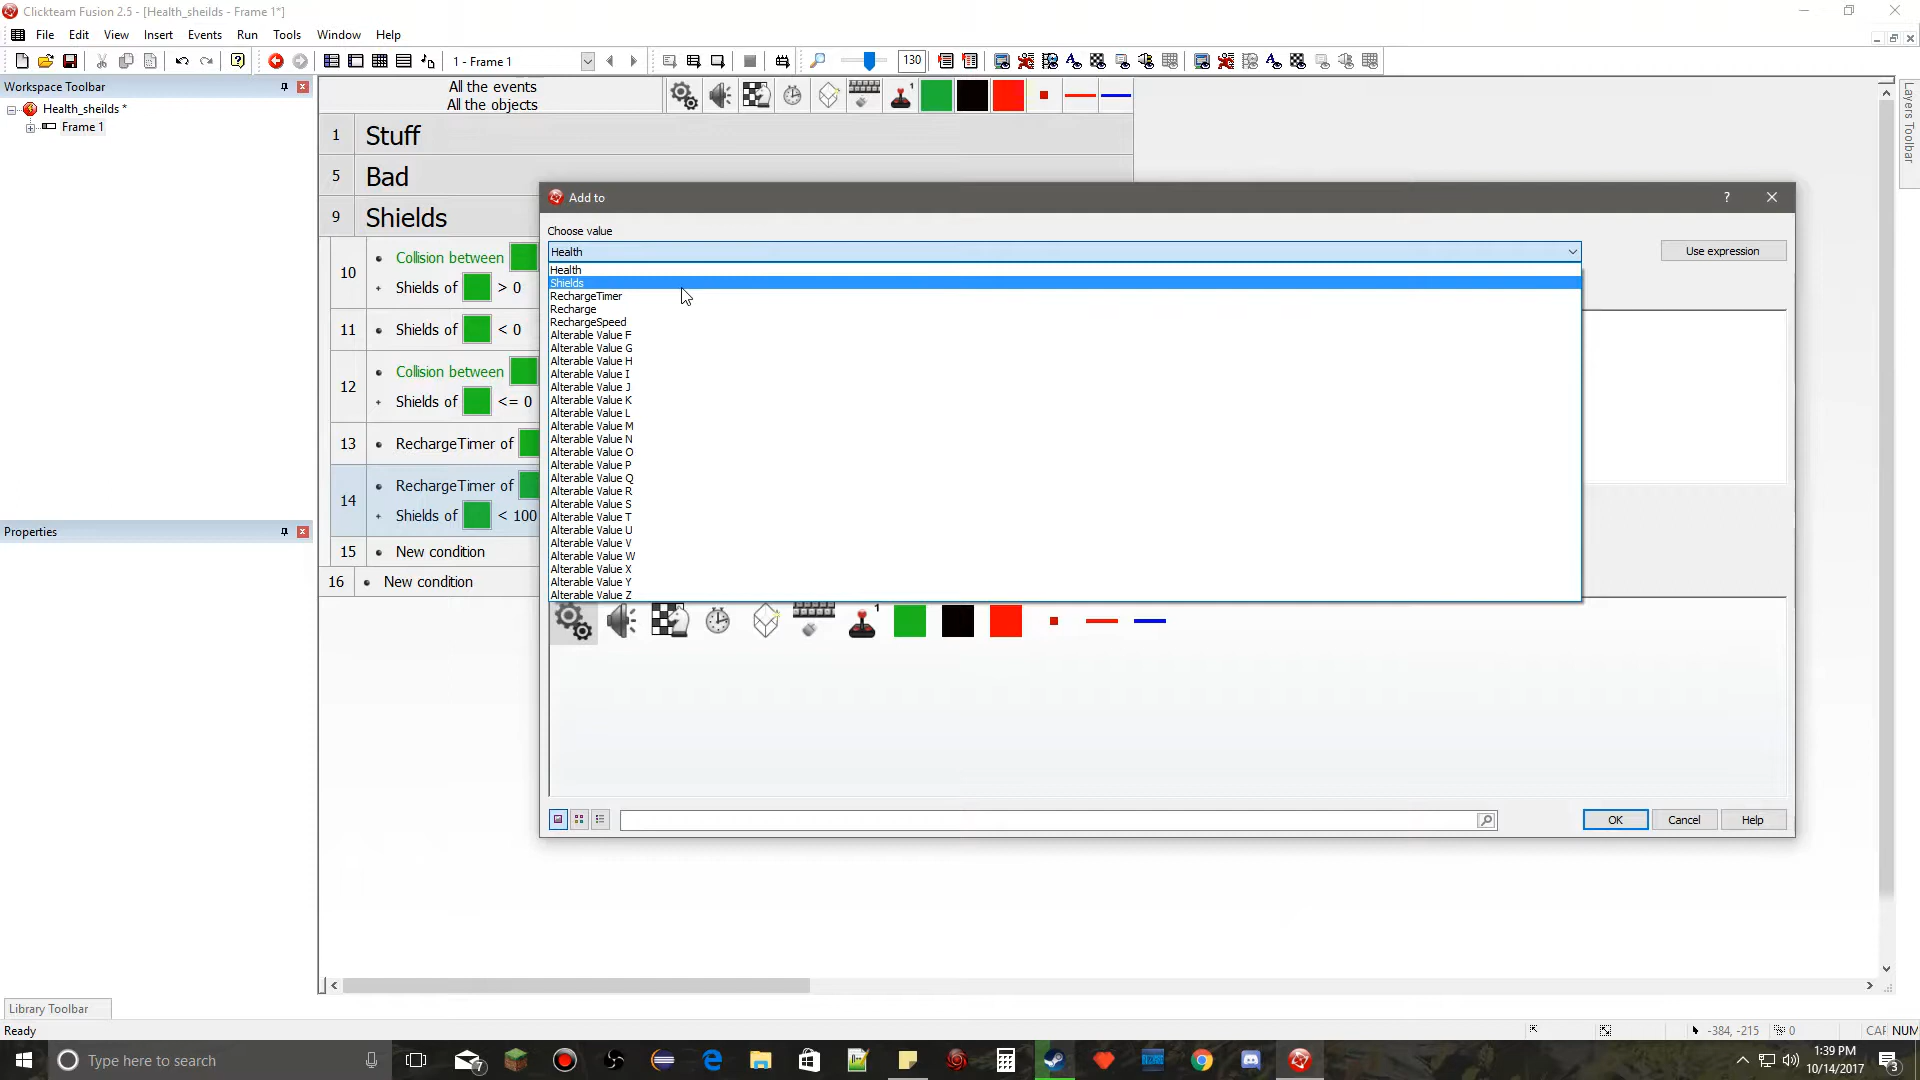 Clickteam Fusion 2.5 - [Health_sheilds - Frame 1*]
File Edit View Insert Events Run Tools Window Help
1 - Frame 1
130
Workspace Toolbar
Health_sheilds *
Frame 1
Properties
Library Toolbar
Ready
Layers Toolbar
All the events
All the objects
1
1 Stuff
5 Bad
9 Shields
10 Collision between
Shields of > 0
11 Shields of < 0
12 Collision between
Shields of <= 0
13 RechargeTimer of
14 RechargeTimer of
Shields of < 100
15 New condition
16 New condition
Add to
?
Choose value
Health
Use expression
Health
Shields
RechargeTimer
Recharge
RechargeSpeed
Alterable Value F
Alterable Value G
Alterable Value H
Alterable Value I
Alterable Value J
Alterable Value K
Alterable Value L
Alterable Value M
Alterable Value N
Alterable Value O
Alterable Value P
Alterable Value Q
Alterable Value R
Alterable Value S
Alterable Value T
Alterable Value U
Alterable Value V
Alterable Value W
Alterable Value X
Alterable Value Y
Alterable Value Z
1
OK Cancel Help
-384, -215 0 CAP NUM
Type here to search
7
1:39 PM
10/14/2017
3